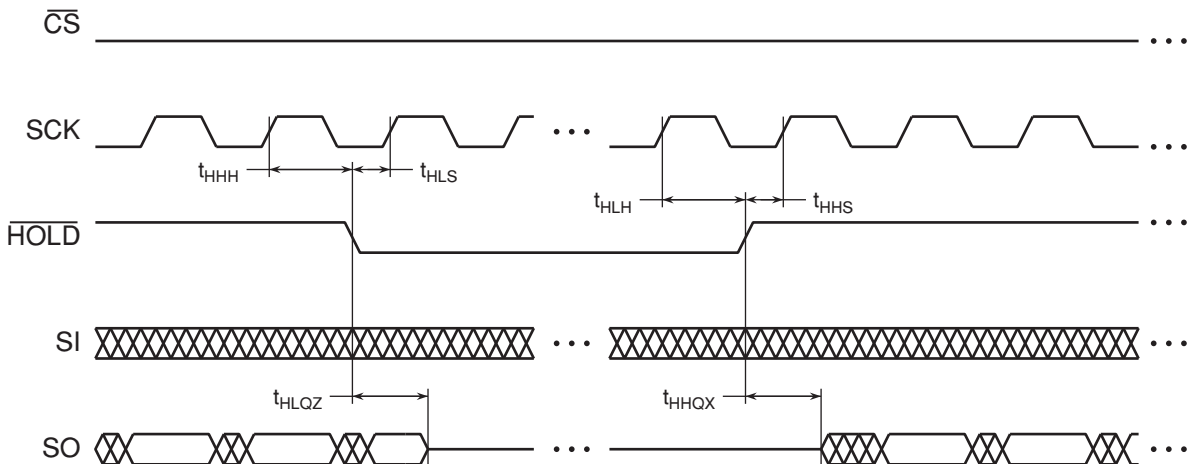 CS
SCK
tHHH
tHLS
tHLH
tHHS
HOLD
SI
tHLQZ
tHHQX
SO